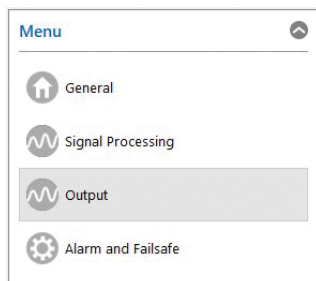 Menu
General
Signal Processing
Output
Alarm and Failsafe